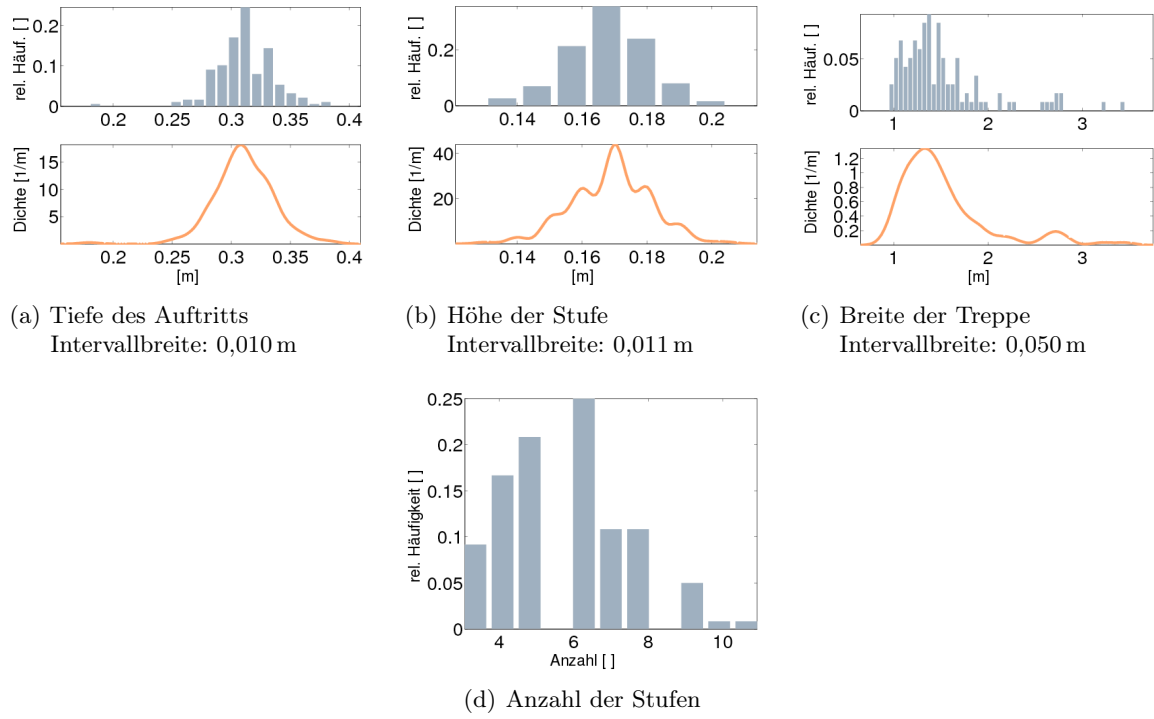 rel. Häuf. [ ]
0.2
0.1
0
0.2
0.25
0.3
0.35
0.4
Dichte [1/m]
15
10
5
0.2
0.25
0.3
0.35
0.4
[m]
(a) Tiefe des Auftritts
Intervallbreite: 0,010 m
rel. Häuf. [ ]
0.2
0
0.14
0.16
0.18
0.2
Dichte [1/m]
40
20
0.14
0.16
0.18
0.2
[m]
(b) Höhe der Stufe
Intervallbreite: 0,011 m
rel. Häuf. [ ]
0.05
0
1
2
3
Dichte [1/m]
1.2
1
0.8
0.6
0.4
0.2
1
2
3
[m]
(c) Breite der Treppe
Intervallbreite: 0,050 m
rel. Häufigkeit [ ]
0.25
0.2
0.15
0.1
0.05
0
4
6
8
10
Anzahl [ ]
(d) Anzahl der Stufen